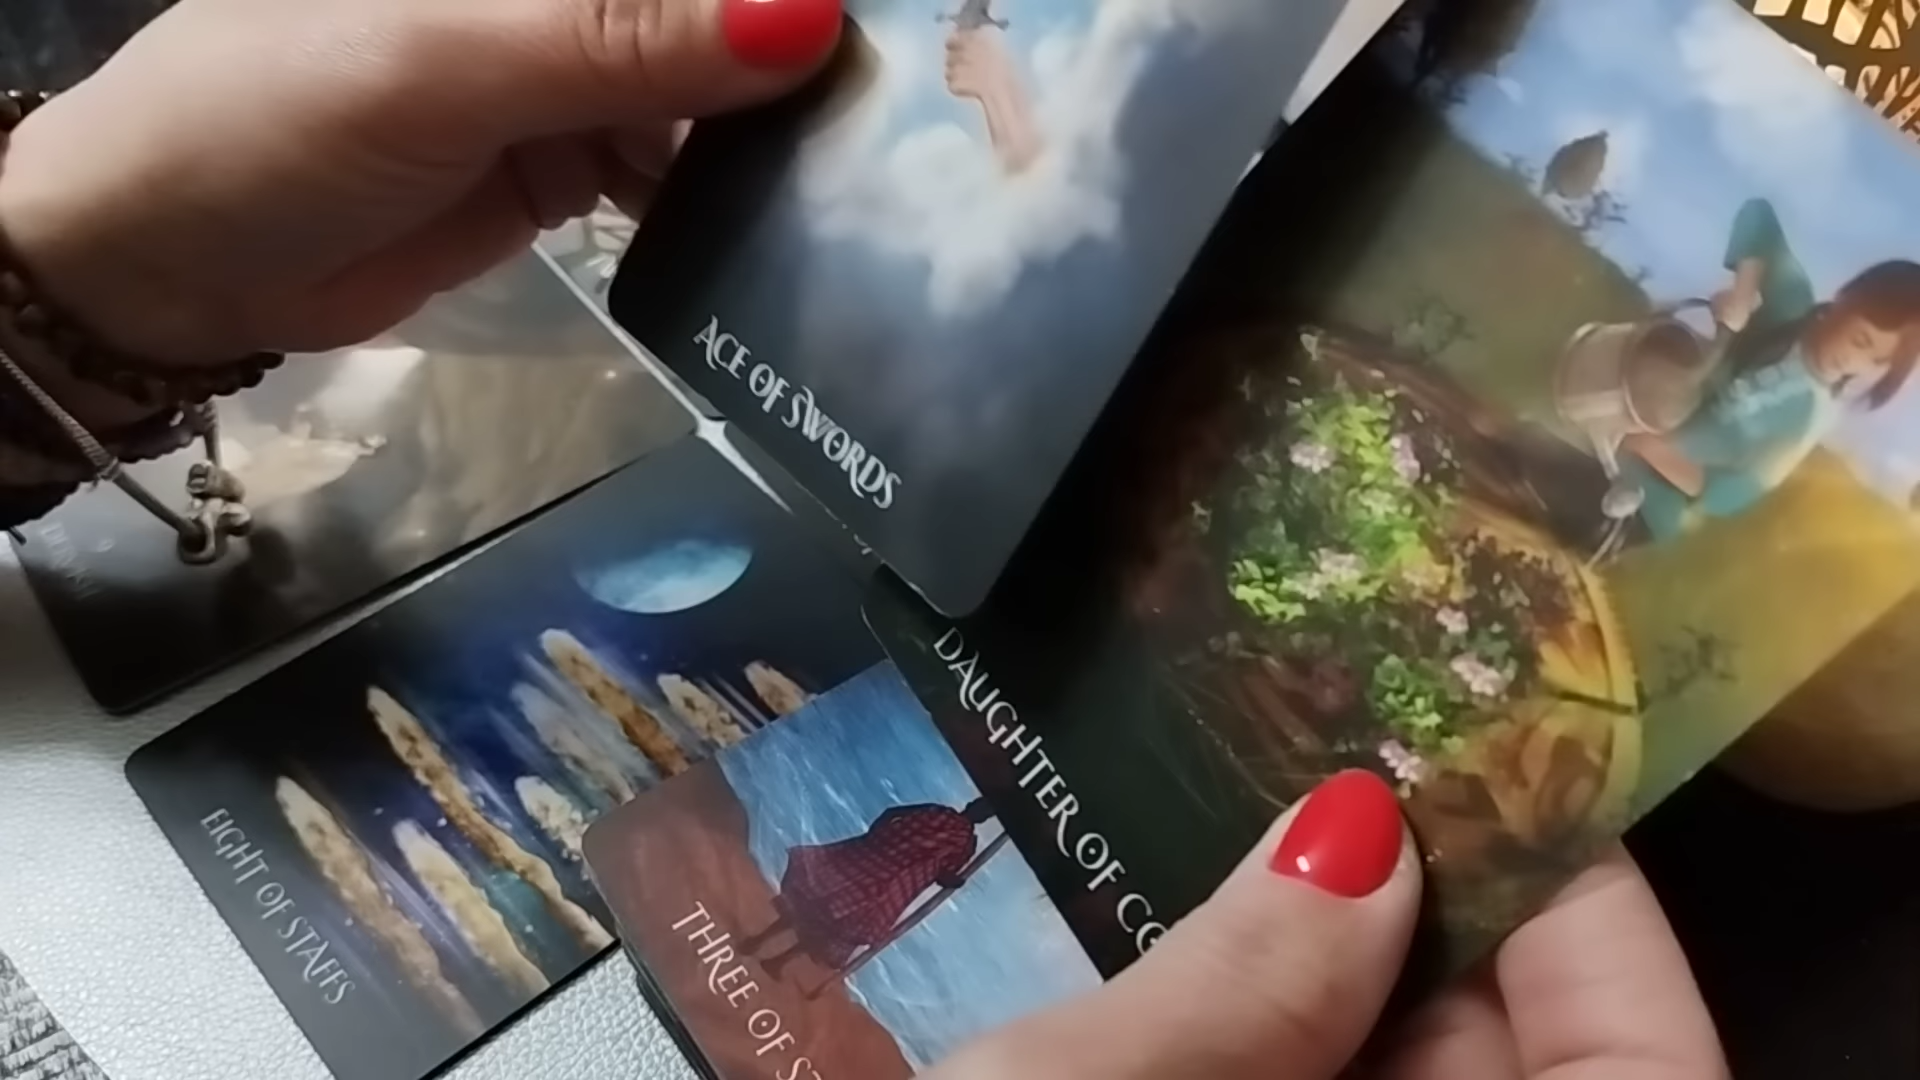 ACE OF SWORDS
DAUGHTER OF CO
EIGHT OF STAFFS
THREE OF ST